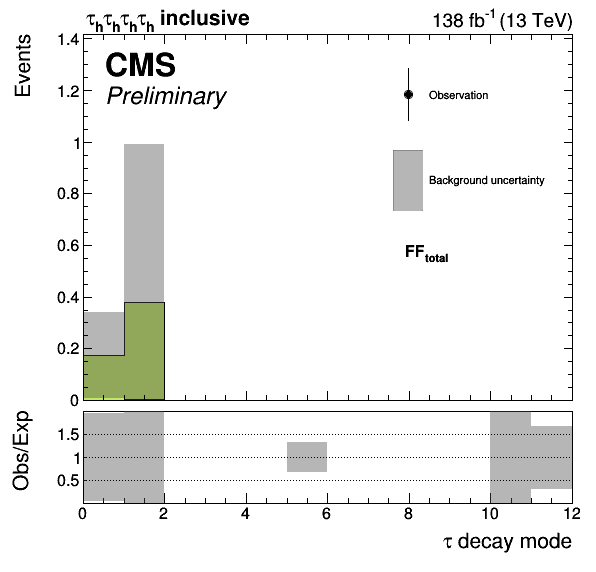 τhτhτhτh inclusive 138 fb-1 (13 TeV)
Events
CMS
Preliminary
Observation
Background uncertainty
FFtotal
1.4
1.2
1
0.8
0.6
0.4
0.2
0
Obs/Exp
1.5
1
0.5
0 2 4 6 8 10 12
τ decay mode